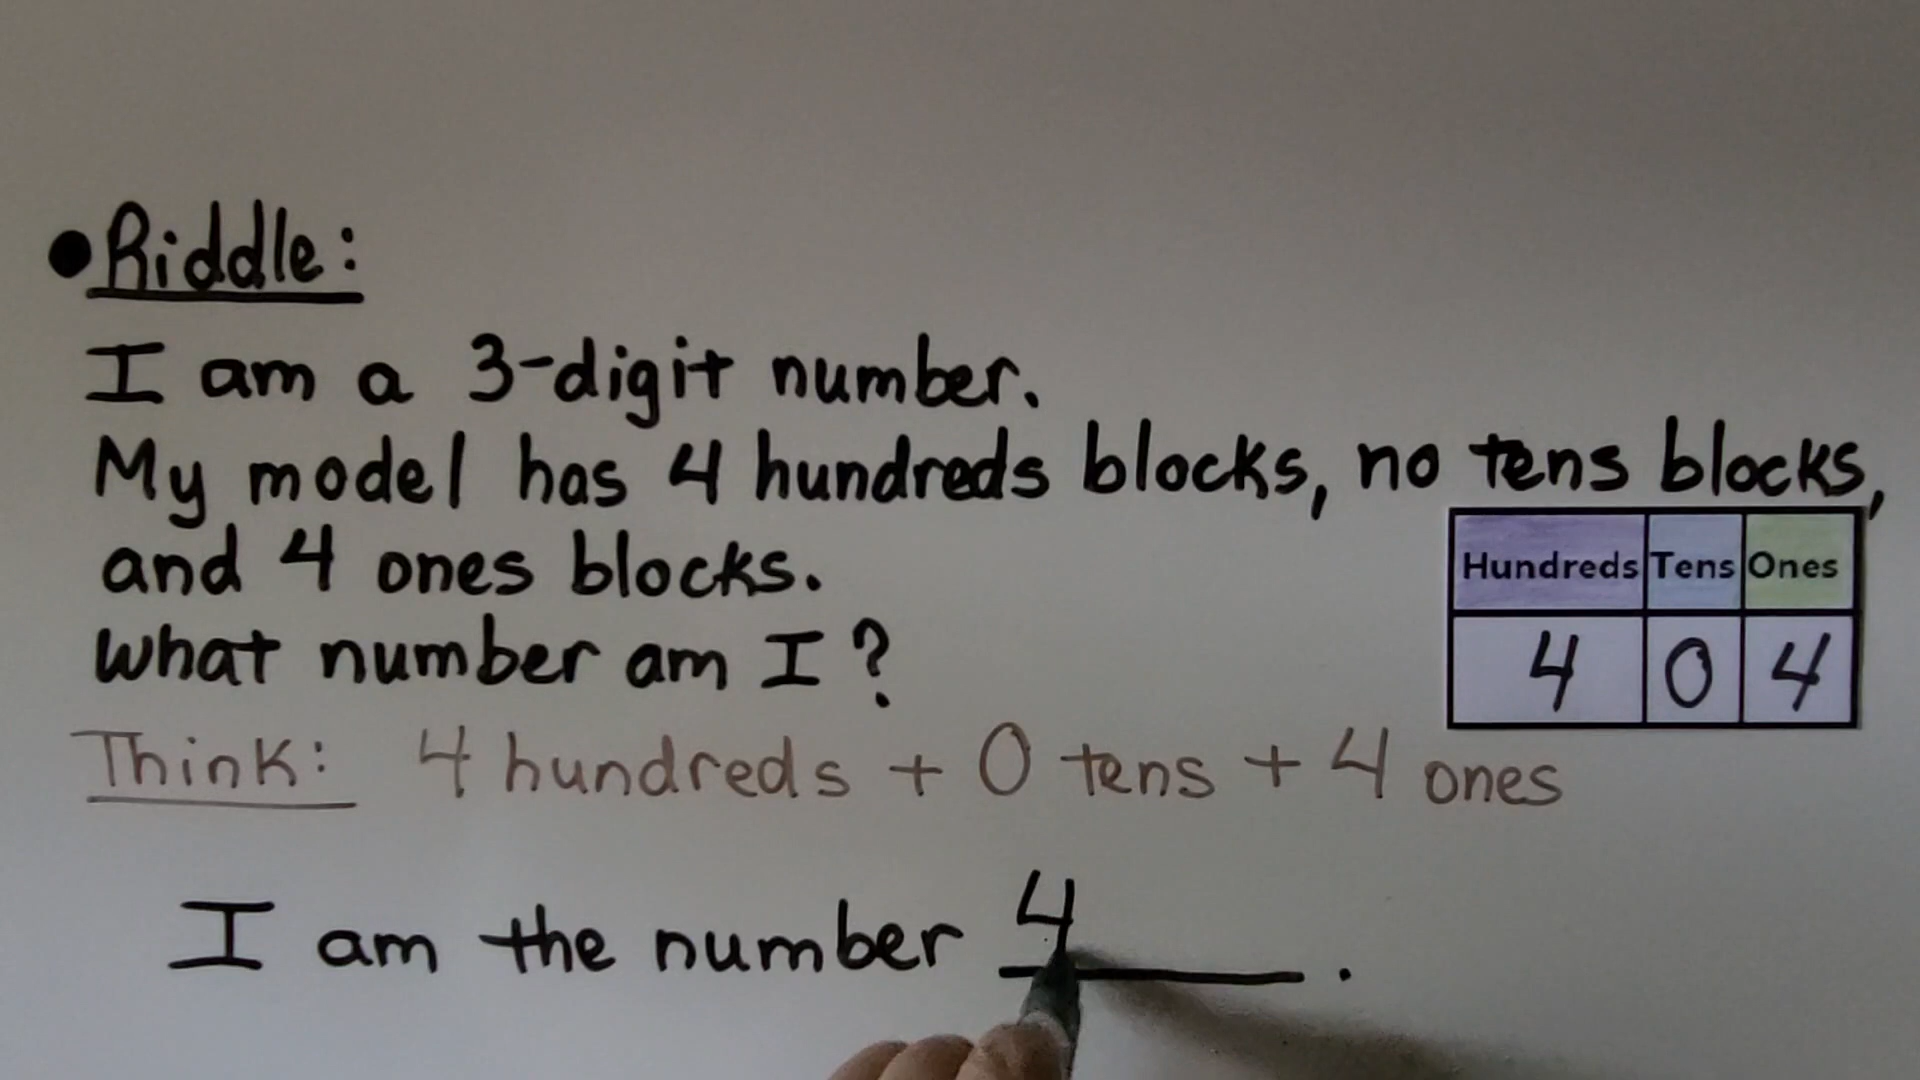 Riddle:
I am a 3-digit number.
My model has 4 hundreds blocks, no tens blocks,
and 4 ones blocks.
What number am I?
Hundreds Tens Ones
4 0 4
Think: 4 hundreds + 0 tens + 4 ones
I am the number 4 .